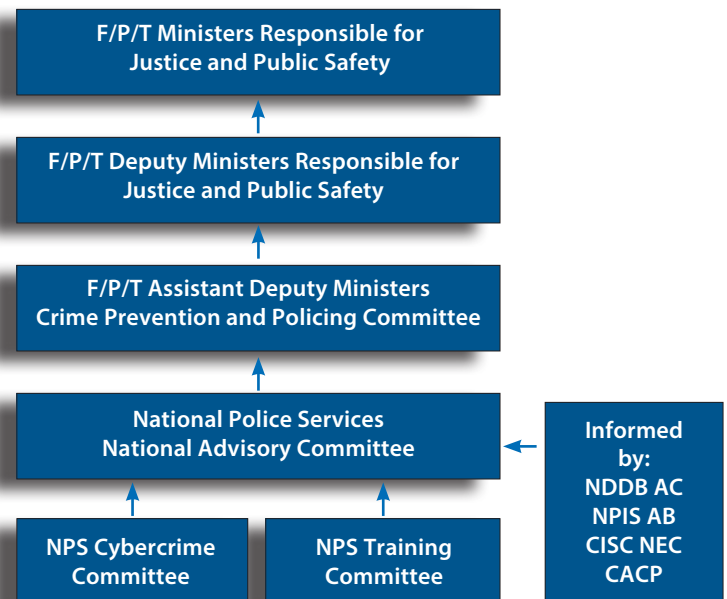 F/P/T Ministers Responsible for
Justice and Public Safety
F/P/T Deputy Ministers Responsible for
Justice and Public Safety
F/P/T Assistant Deputy Ministers
Crime Prevention and Policing Committee
National Police Services
National Advisory Committee
Informed
by:
NDDB AC
NPIS AB
CISC NEC
CACP
NPS Cybercrime
Committee
NPS Training
Committee